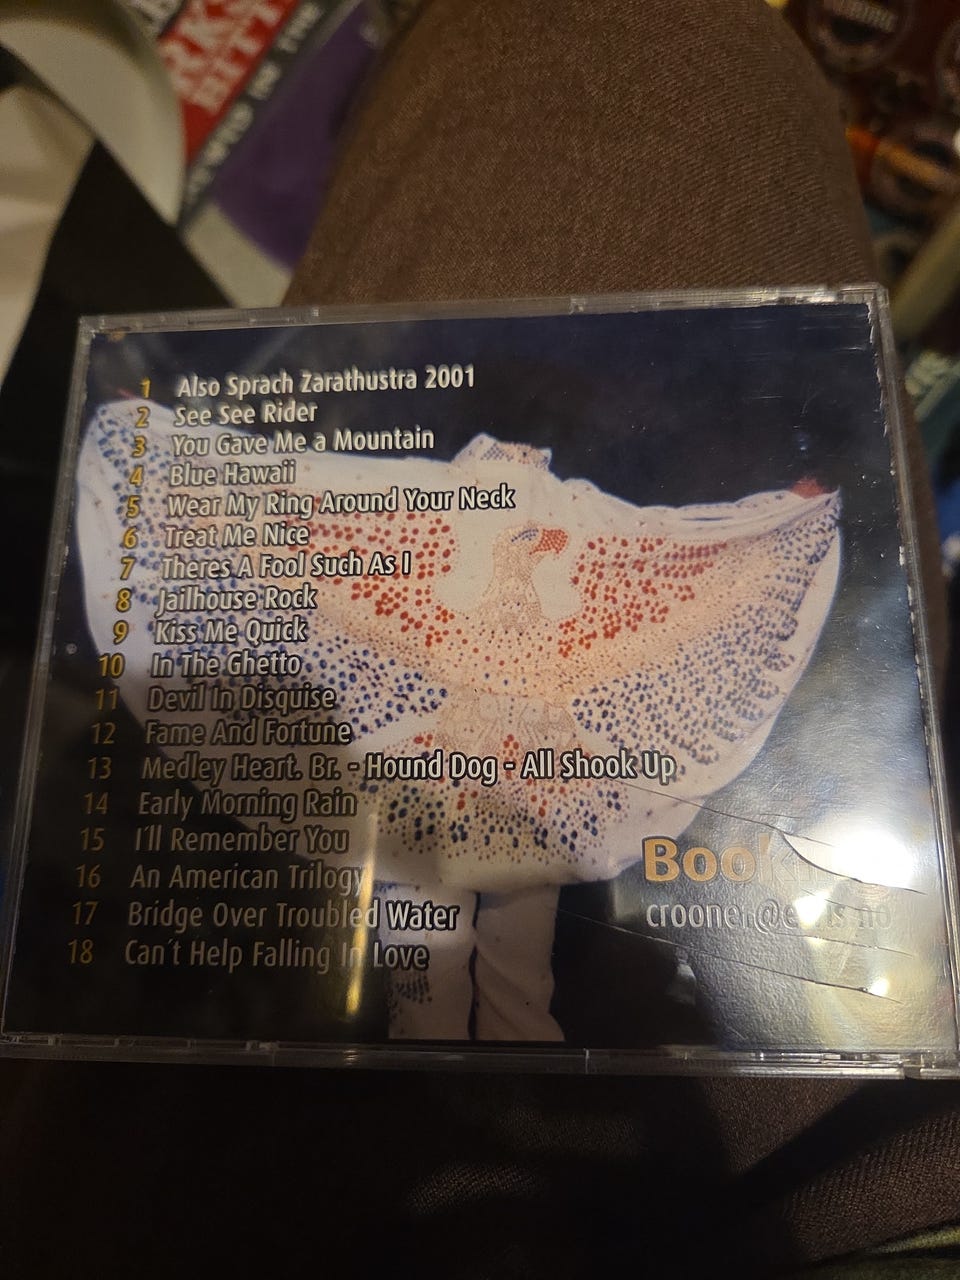 1 Also Sprach Zarathustra 2001
2 See See Rider
3 You Gave Me a Mountain
4 Blue Hawaii
5 Wear My Ring Around Your Neck
6 Treat Me Nice
7 Theres A Fool Such As I
8 Jailhouse Rock
9 Kiss Me Quick
10 In The Ghetto
11 Devil In Disguise
12 Fame And Fortune
13 Medley Heart. Br. - Hound Dog - All Shook Up
14 Early Morning Rain
15 I'll Remember You
16 An American Trilogy
17 Bridge Over Troubled Water
18 Can't Help Falling In Love